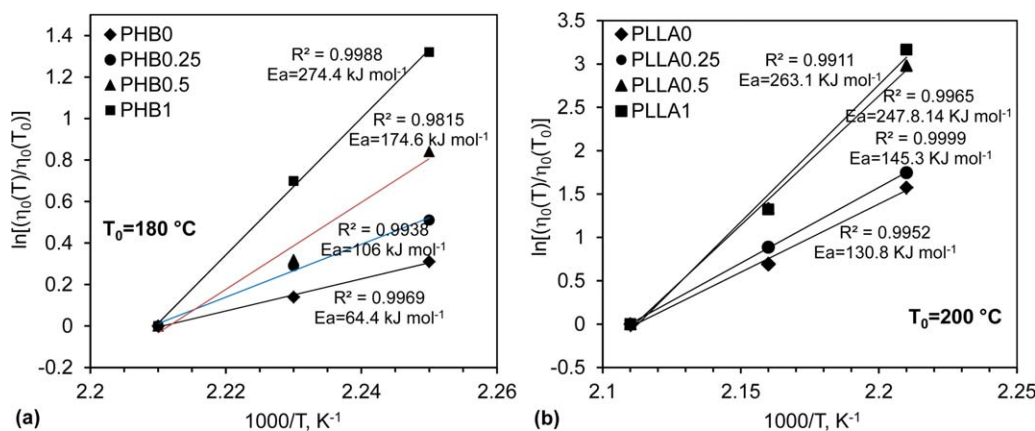 1.4
1.2
1.0
0.8
0.6
0.4
0.2
0
-0.2
ln[(η₀(T)/η₀(T₀)]
PHB0
PHB0.25
PHB0.5
PHB1
R² = 0.9988
Ea=274.4 kJ mol⁻¹
R² = 0.9815
Ea=174.6 kJ mol⁻¹
T₀=180 °C
R² = 0.9938
Ea=106 kJ mol⁻¹
R² = 0.9969
Ea=64.4 kJ mol⁻¹
2.2 2.22 2.240 2.250 2.26
(a) 1000/T, K⁻¹
3.5
3.0
2.5
2.0
1.5
1.0
0.5
0
-0.5
ln[(η₀(T)/η₀(T₀)]
PLLA0
PLLA0.25
PLLA0.5
PLLA1
R² = 0.9911
Ea=263.1 KJ mol⁻¹
R² = 0.9965
Ea=247.8.14 KJ mol⁻¹
R² = 0.9999
Ea=145.3 KJ mol⁻¹
R² = 0.9952
Ea=130.8 kJ mol⁻¹
T₀=200 °C
2.1 2.15 2.2 2.25
(b) 1000/T, K⁻¹